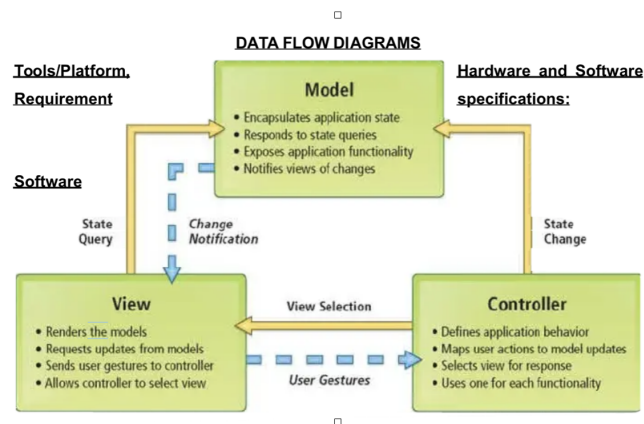 DATA FLOW DIAGRAMS
Tools/Platform,
Requirement
Hardware and Software
specifications:
Software
Model
• Encapsulates application state
• Responds to state queries
• Exposes application functionality
• Notifies views of changes
State
Query
Change
Notification
State
Change
View
• Renders the models
• Requests updates from models
• Sends user gestures to controller
• Allows controller to select view
View Selection
User Gestures
Controller
• Defines application behavior
• Maps user actions to model updates
• Selects view for response
• Uses one for each functionality